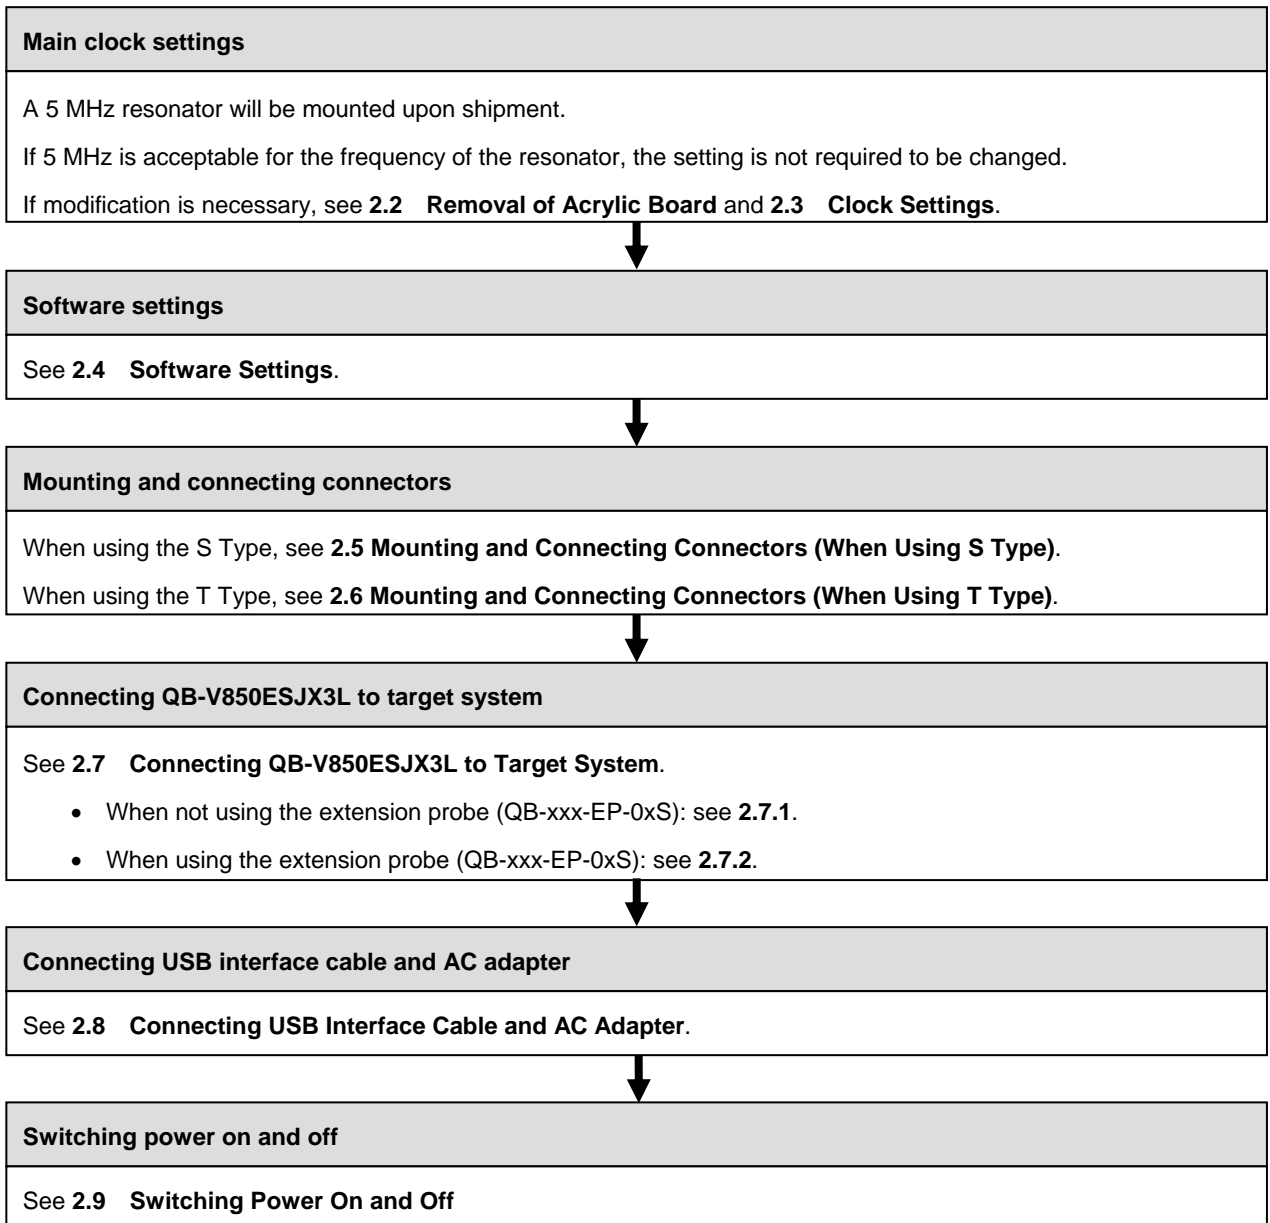 Main clock settings
A 5 MHz resonator will be mounted upon shipment.
If 5 MHz is acceptable for the frequency of the resonator, the setting is not required to be changed.
If modification is necessary, see 2.2 Removal of Acrylic Board and 2.3 Clock Settings.
Software settings
See 2.4 Software Settings.
Mounting and connecting connectors
When using the S Type, see 2.5 Mounting and Connecting Connectors (When Using S Type).
When using the T Type, see 2.6 Mounting and Connecting Connectors (When Using T Type).
Connecting QB-V850ESJX3L to target system
See 2.7 Connecting QB-V850ESJX3L to Target System.
• When not using the extension probe (QB-xxx-EP-0xS): see 2.7.1.
• When using the extension probe (QB-xxx-EP-0xS): see 2.7.2.
Connecting USB interface cable and AC adapter
See 2.8 Connecting USB Interface Cable and AC Adapter.
Switching power on and off
See 2.9 Switching Power On and Off